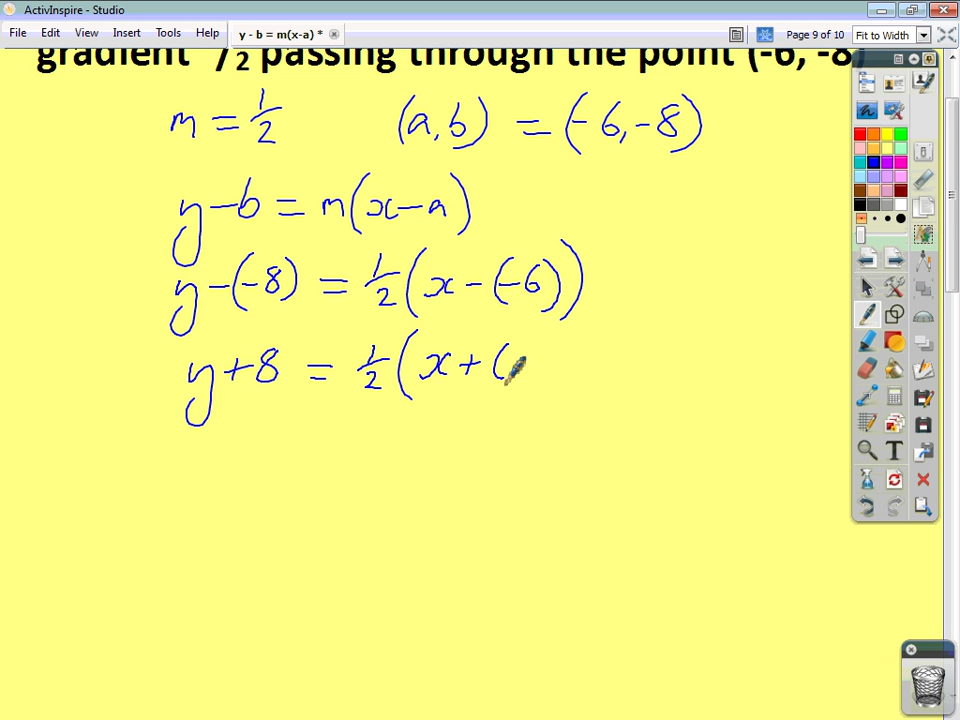 ActivInspire - Studio
File Edit View Insert Tools Help y - b = m(x-a) * Page 9 of 10 Fit to Width
gradient ½ passing through the point (-6, -8)
m = 1/2 (a, b) = (-6, -8)
y - b = m(x - a)
y - (-8) = 1/2 (x - (-6))
y + 8 = 1/2 (x + (